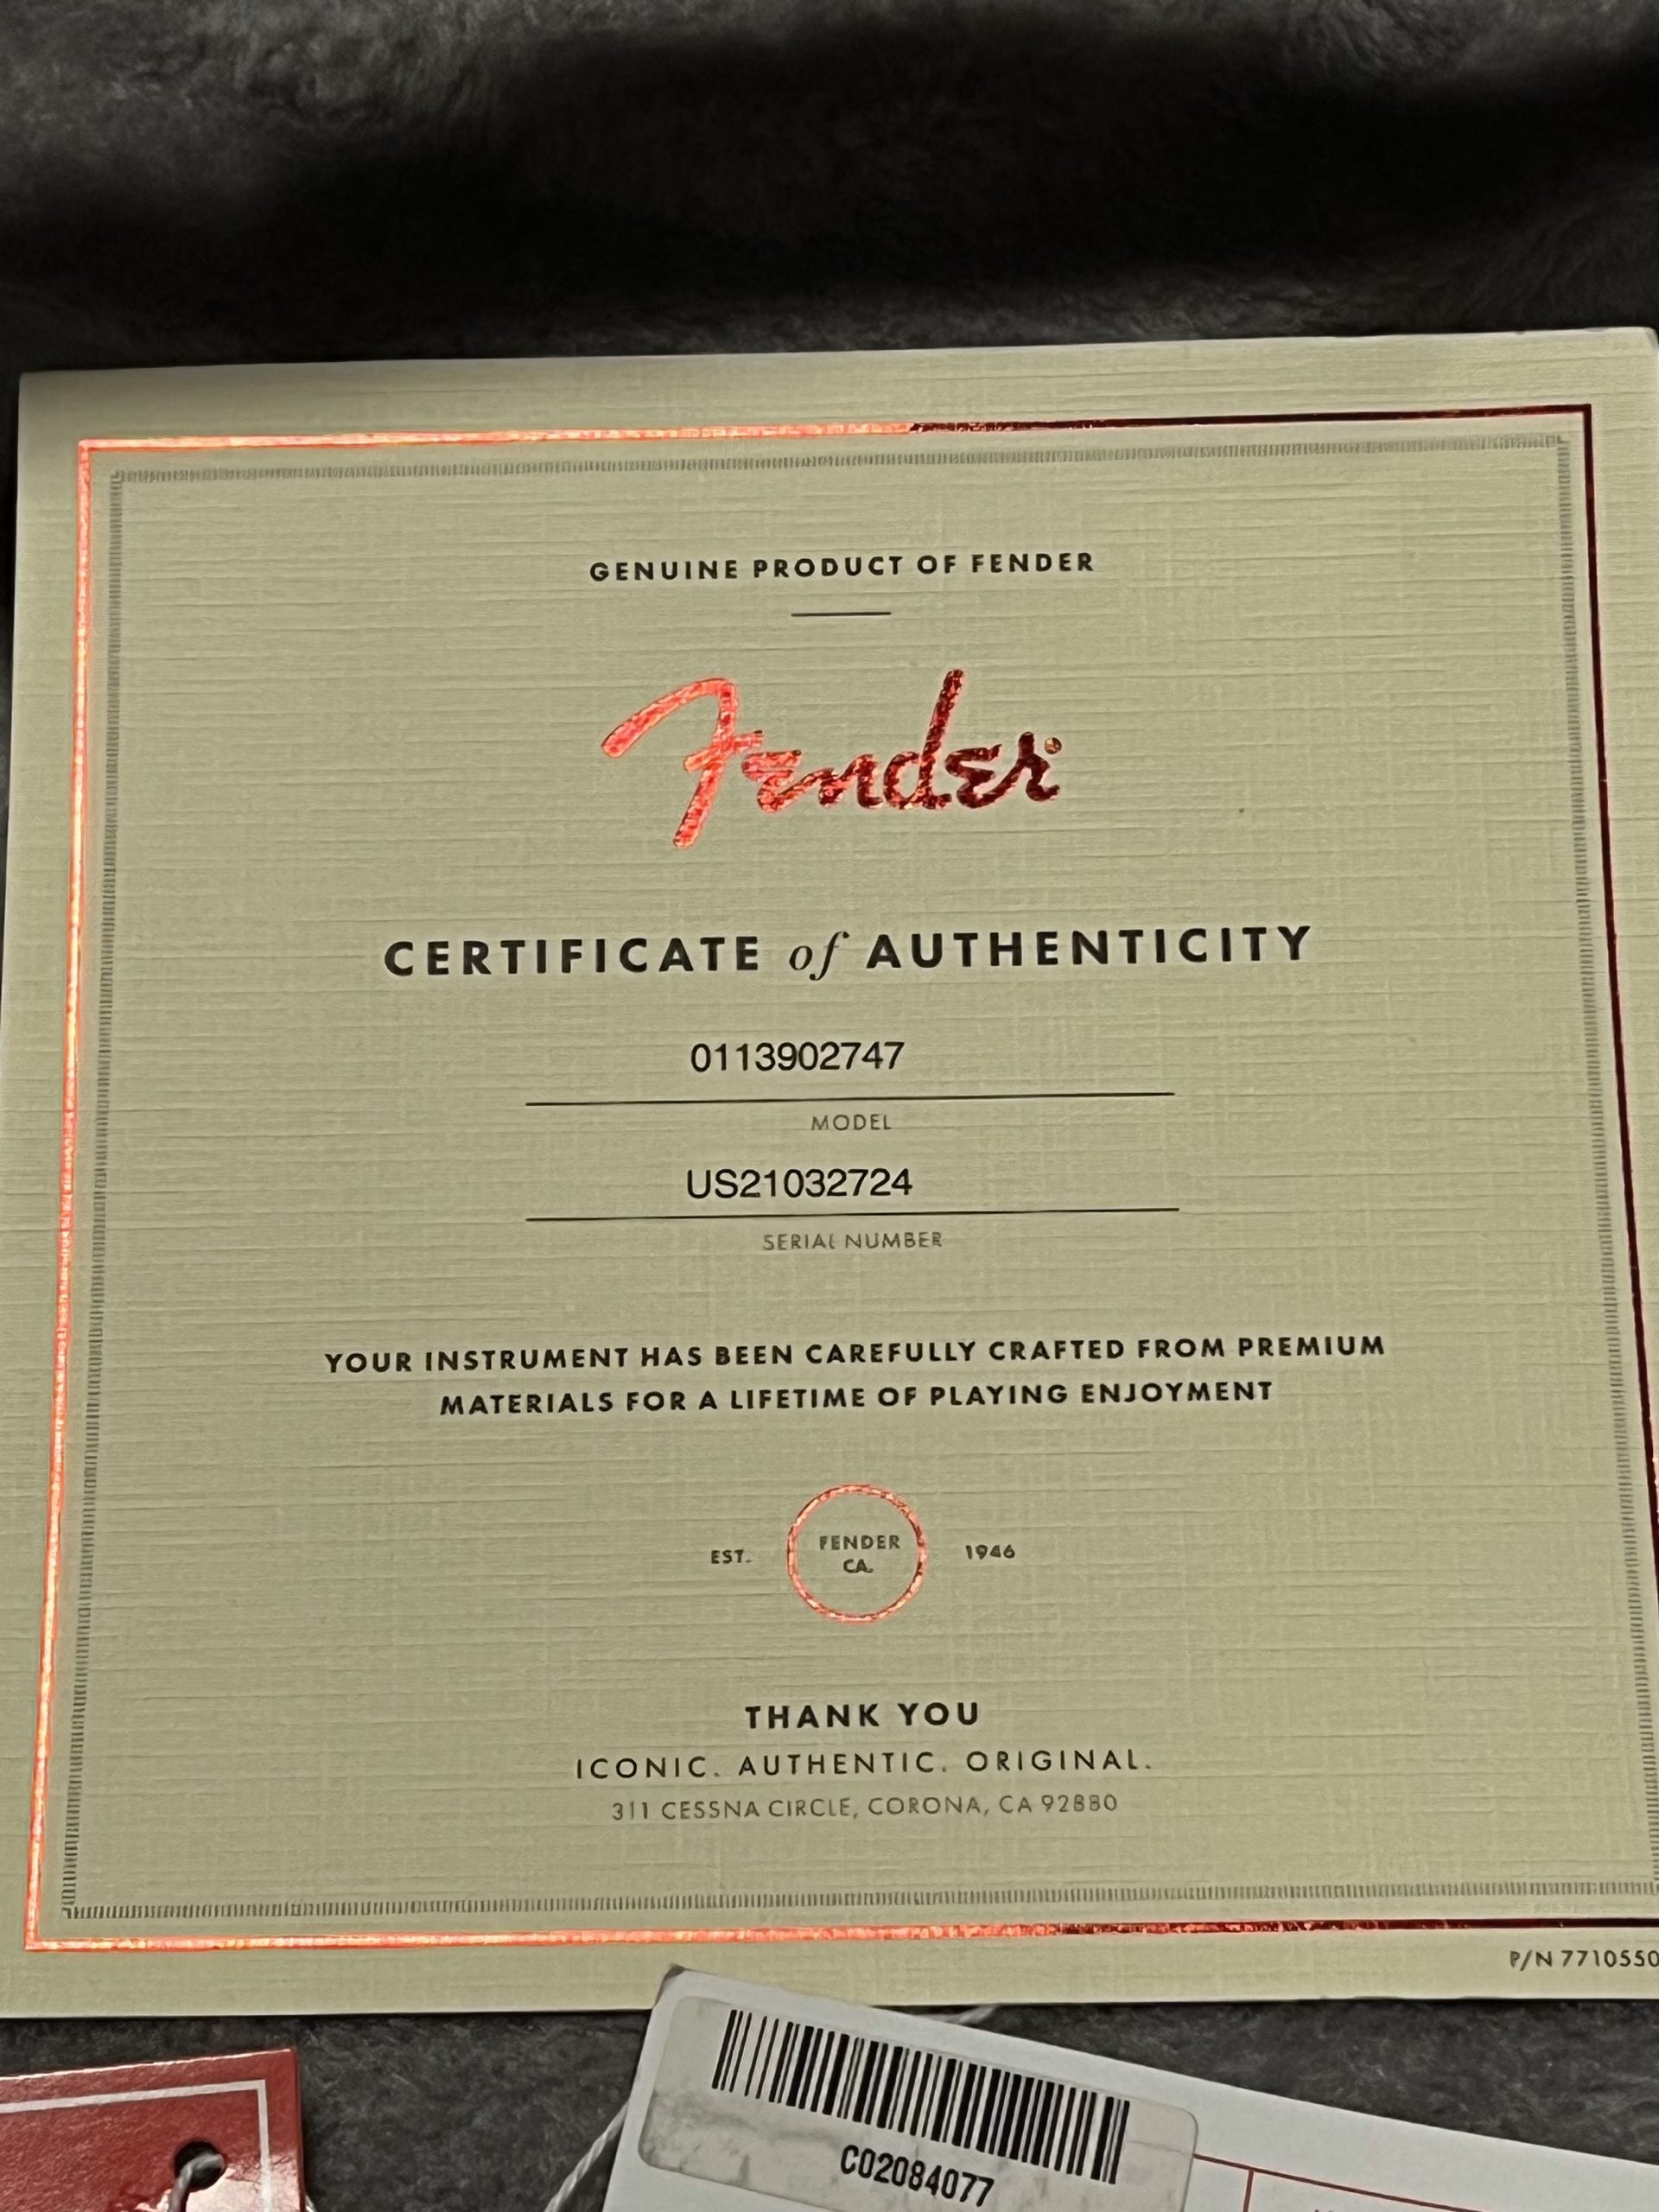 GENUINE PRODUCT OF FENDER
Fender®
CERTIFICATE of AUTHENTICITY
0113902747
MODEL
US21032724
SERIAL NUMBER
YOUR INSTRUMENT HAS BEEN CAREFULLY CRAFTED FROM PREMIUM
MATERIALS FOR A LIFETIME OF PLAYING ENJOYMENT
EST. FENDER CA. 1946
THANK YOU
ICONIC. AUTHENTIC. ORIGINAL.
311 CESSNA CIRCLE, CORONA, CA 92880
P/N 7710550
C02084077